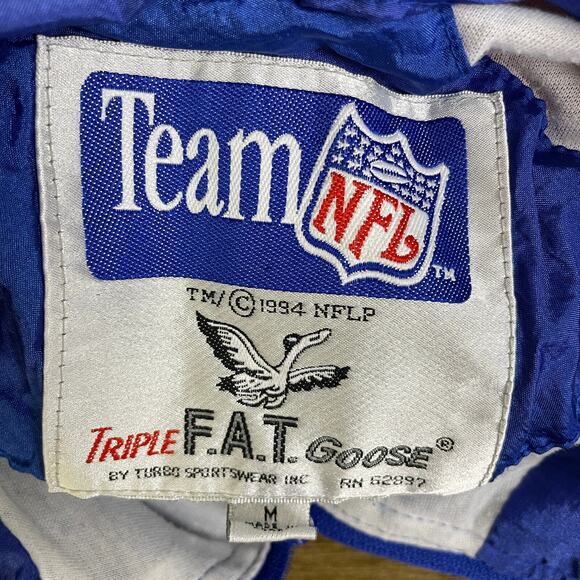 Team NFL TM
TM/© 1994 NFLP
TRIPLE F.A.T. GOOSE®
BY TURBO SPORTSWEAR INC RN 62897
M